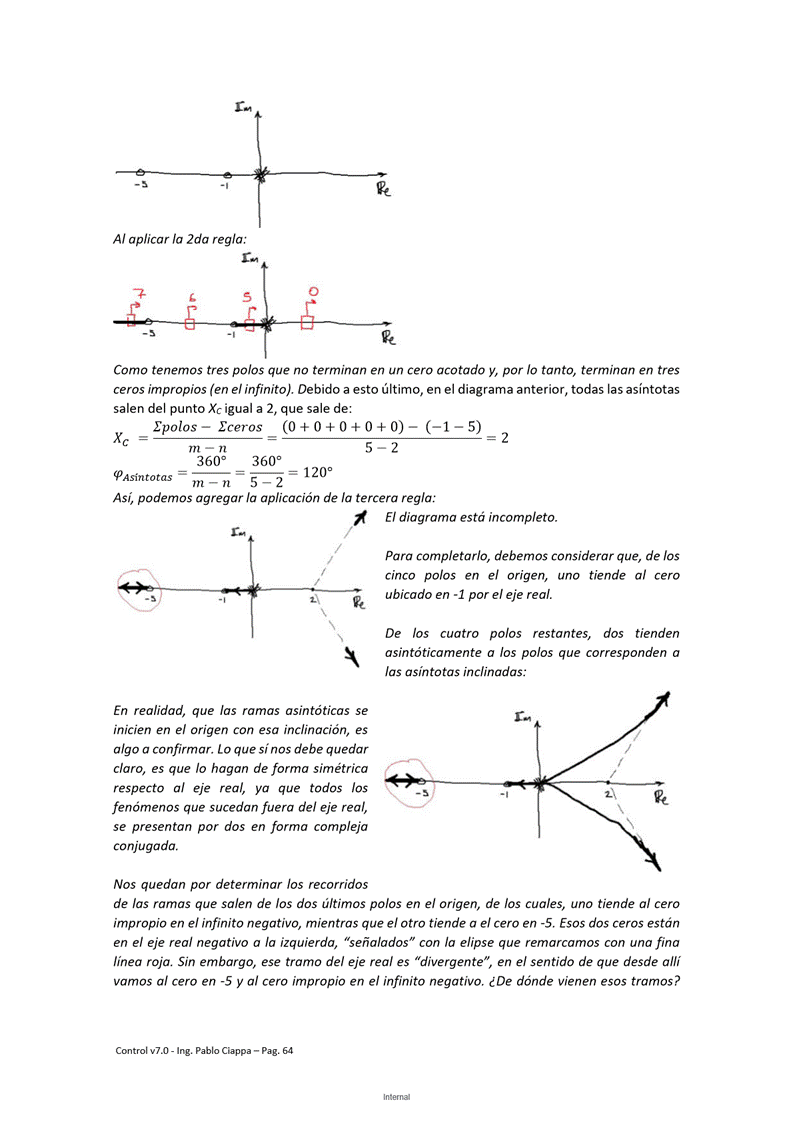 Im
-5
-1
Re
Al aplicar la 2da regla:
Im
7
6
5
0
-5
-1
Re
Como tenemos tres polos que no terminan en un cero acotado y, por lo tanto, terminan en tres
ceros impropios (en el infinito). Debido a esto último, en el diagrama anterior, todas las asíntotas
salen del punto X_C igual a 2, que sale de:
X_C = (Σpolos − Σceros)/(m − n) = ((0 + 0 + 0 + 0 + 0) − (−1 − 5))/(5 − 2) = 2
φ_Asíntotas = 360°/(m − n) = 360°/(5 − 2) = 120°
Así, podemos agregar la aplicación de la tercera regla:
Im
-5
-1
2
Re
El diagrama está incompleto.
Para completarlo, debemos considerar que, de los
cinco polos en el origen, uno tiende al cero
ubicado en -1 por el eje real.
De los cuatro polos restantes, dos tienden
asintóticamente a los polos que corresponden a
las asíntotas inclinadas:
En realidad, que las ramas asintóticas se
inicien en el origen con esa inclinación, es
algo a confirmar. Lo que sí nos debe quedar
claro, es que lo hagan de forma simétrica
respecto al eje real, ya que todos los
fenómenos que sucedan fuera del eje real,
se presentan por dos en forma compleja
conjugada.
Im
-5
-1
2
Re
Nos quedan por determinar los recorridos
de las ramas que salen de los dos últimos polos en el origen, de los cuales, uno tiende al cero
impropio en el infinito negativo, mientras que el otro tiende a el cero en -5. Esos dos ceros están
en el eje real negativo a la izquierda, “señalados” con la elipse que remarcamos con una fina
línea roja. Sin embargo, ese tramo del eje real es “divergente”, en el sentido de que desde allí
vamos al cero en -5 y al cero impropio en el infinito negativo. ¿De dónde vienen esos tramos?
Control v7.0 - Ing. Pablo Ciappa – Pag. 64
Internal